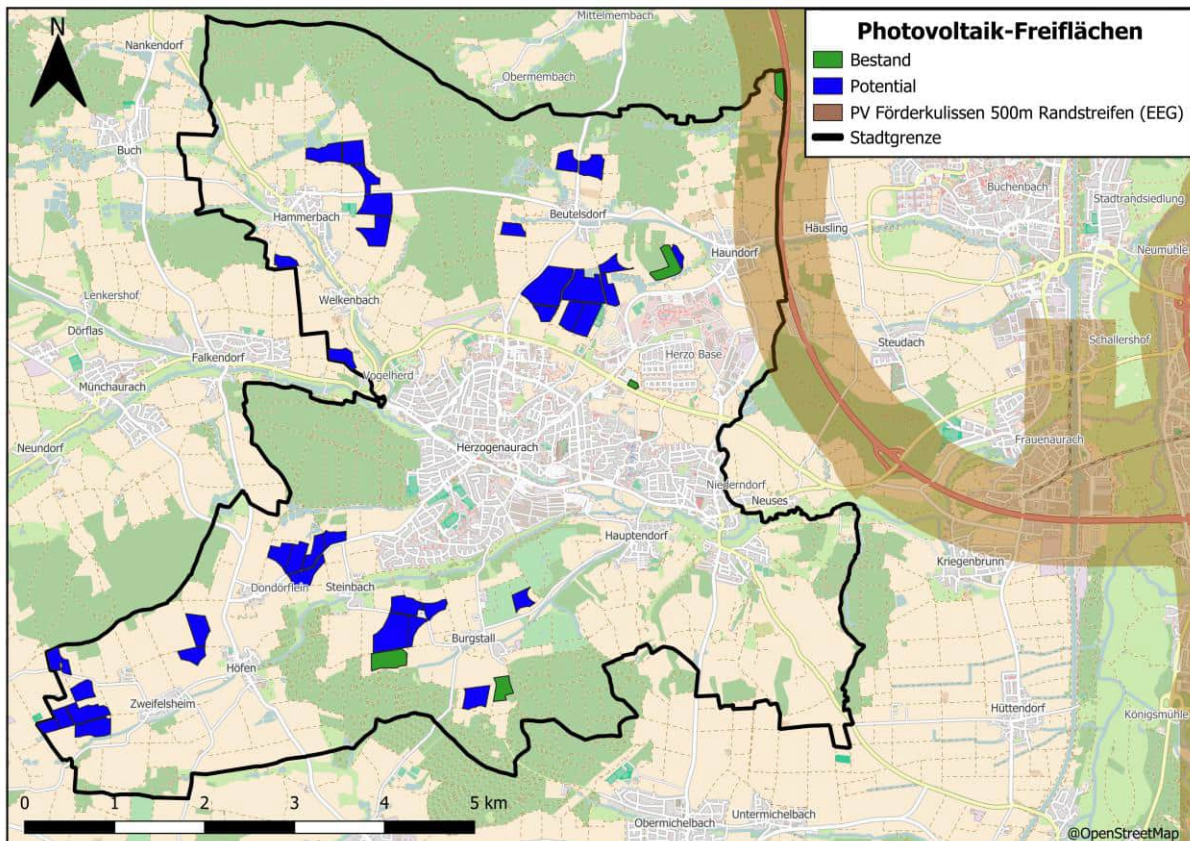 N
Photovoltaik-Freiflächen
Bestand
Potential
PV Förderkulissen 500m Randstreifen (EEG)
Stadtgrenze
Mittelmembach
Nankendorf
Obermembach
Buch
Büchenbach
Stadtrandsiedlung
Hammerbach
Beutelsdorf
Häusling
Haundorf
Neumühle
Lenkershof
Welkenbach
Dörflas
Falkendorf
Steudach
Schallershof
Herzo Base
Münchaurach
Vogelherd
Neundorf
Herzogenaurach
Frauenaurach
Niederndorf
Neuses
Hauptendorf
Kriegenbrunn
Dondörflein
Steinbach
Burgstall
Höfen
Zweifelsheim
Hüttendorf
Königsmühle
0 1 2 3 4 5 km
Obermichelbach
Untermichelbach
@OpenStreetMap